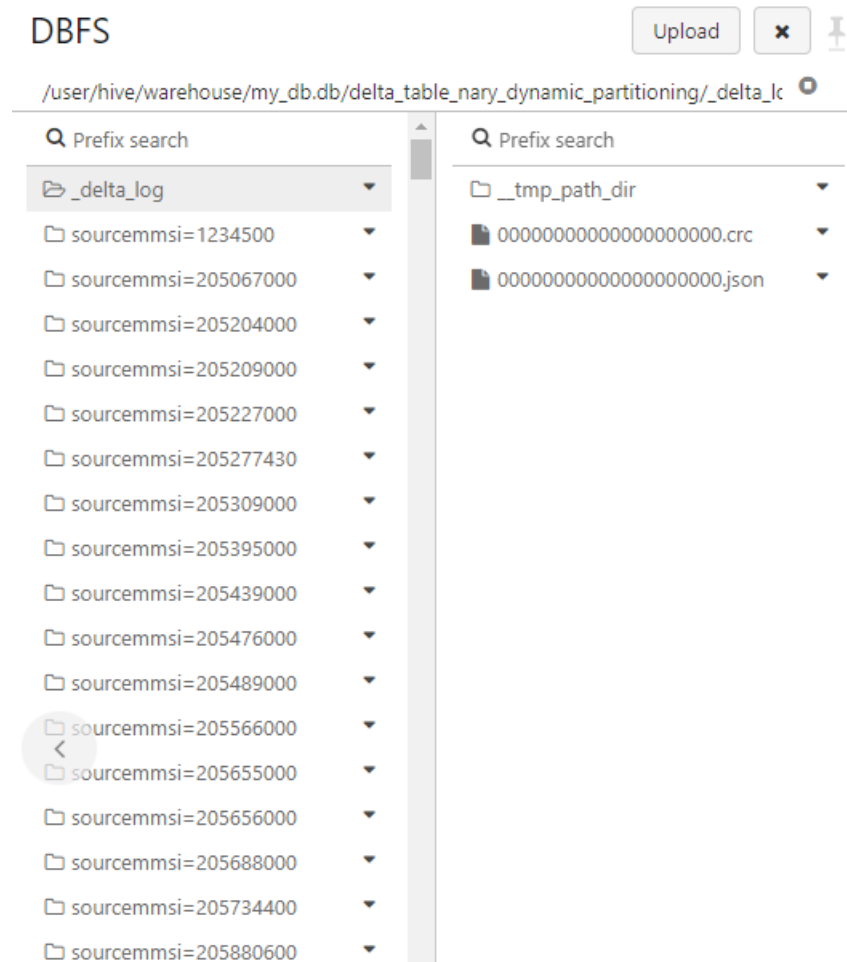 DBFS
Upload
/user/hive/warehouse/my_db.db/delta_table_nary_dynamic_partitioning/_delta_lc
Prefix search
_delta_log
sourcemmsi=1234500
sourcemmsi=205067000
sourcemmsi=205204000
sourcemmsi=205209000
sourcemmsi=205227000
sourcemmsi=205277430
sourcemmsi=205309000
sourcemmsi=205395000
sourcemmsi=205439000
sourcemmsi=205476000
sourcemmsi=205489000
sourcemmsi=205566000
sourcemmsi=205655000
sourcemmsi=205656000
sourcemmsi=205688000
sourcemmsi=205734400
sourcemmsi=205880600
Prefix search
__tmp_path_dir
00000000000000000000.crc
00000000000000000000.json